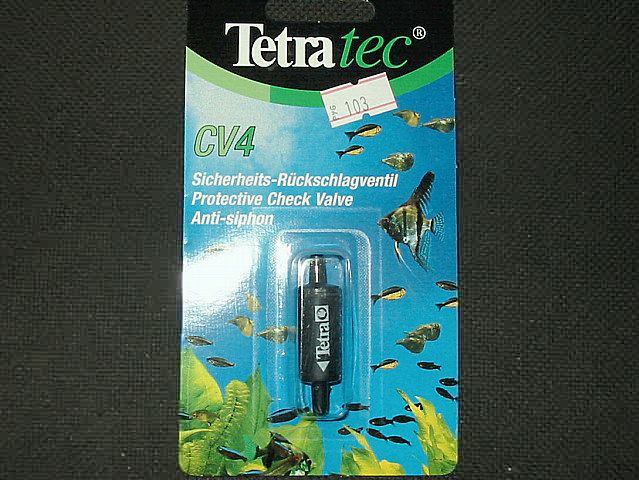 Tetratec®
103
CV4
Sicherheits-Rückschlagventil
Protective Check Valve
Anti-siphon
Tetra